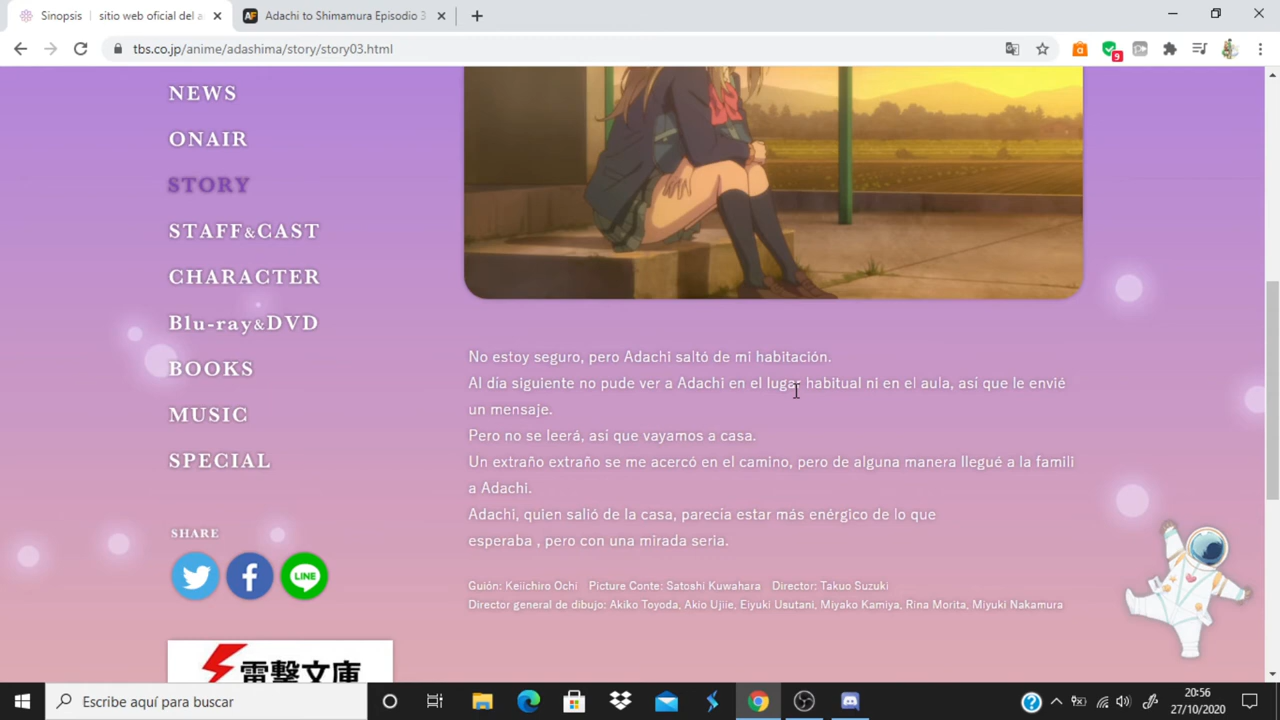 Sinopsis | sitio web oficial del a
Adachi to Shimamura Episodio 3
tbs.co.jp/anime/adashima/story/story03.html
9
NEWS
ONAIR
STORY
STAFF&CAST
CHARACTER
Blu-ray&DVD
BOOKS
MUSIC
SPECIAL
SHARE
LINE
電撃文庫
No estoy seguro, pero Adachi saltó de mi habitación.
Al día siguiente no pude ver a Adachi en el lugar habitual ni en el aula, así que le envié
un mensaje.
Pero no se leerá, así que vayamos a casa.
Un extraño extraño se me acercó en el camino, pero de alguna manera llegué a la famili
a Adachi.
Adachi, quien salió de la casa, parecía estar más enérgico de lo que
esperaba , pero con una mirada seria.
Guión: Keiichiro Ochi Picture Conte: Satoshi Kuwahara Director: Takuo Suzuki
Director general de dibujo: Akiko Toyoda, Akio Ujiie, Eiyuki Usutani, Miyako Kamiya, Rina Morita, Miyuki Nakamura
Escribe aquí para buscar
20:56
27/10/2020